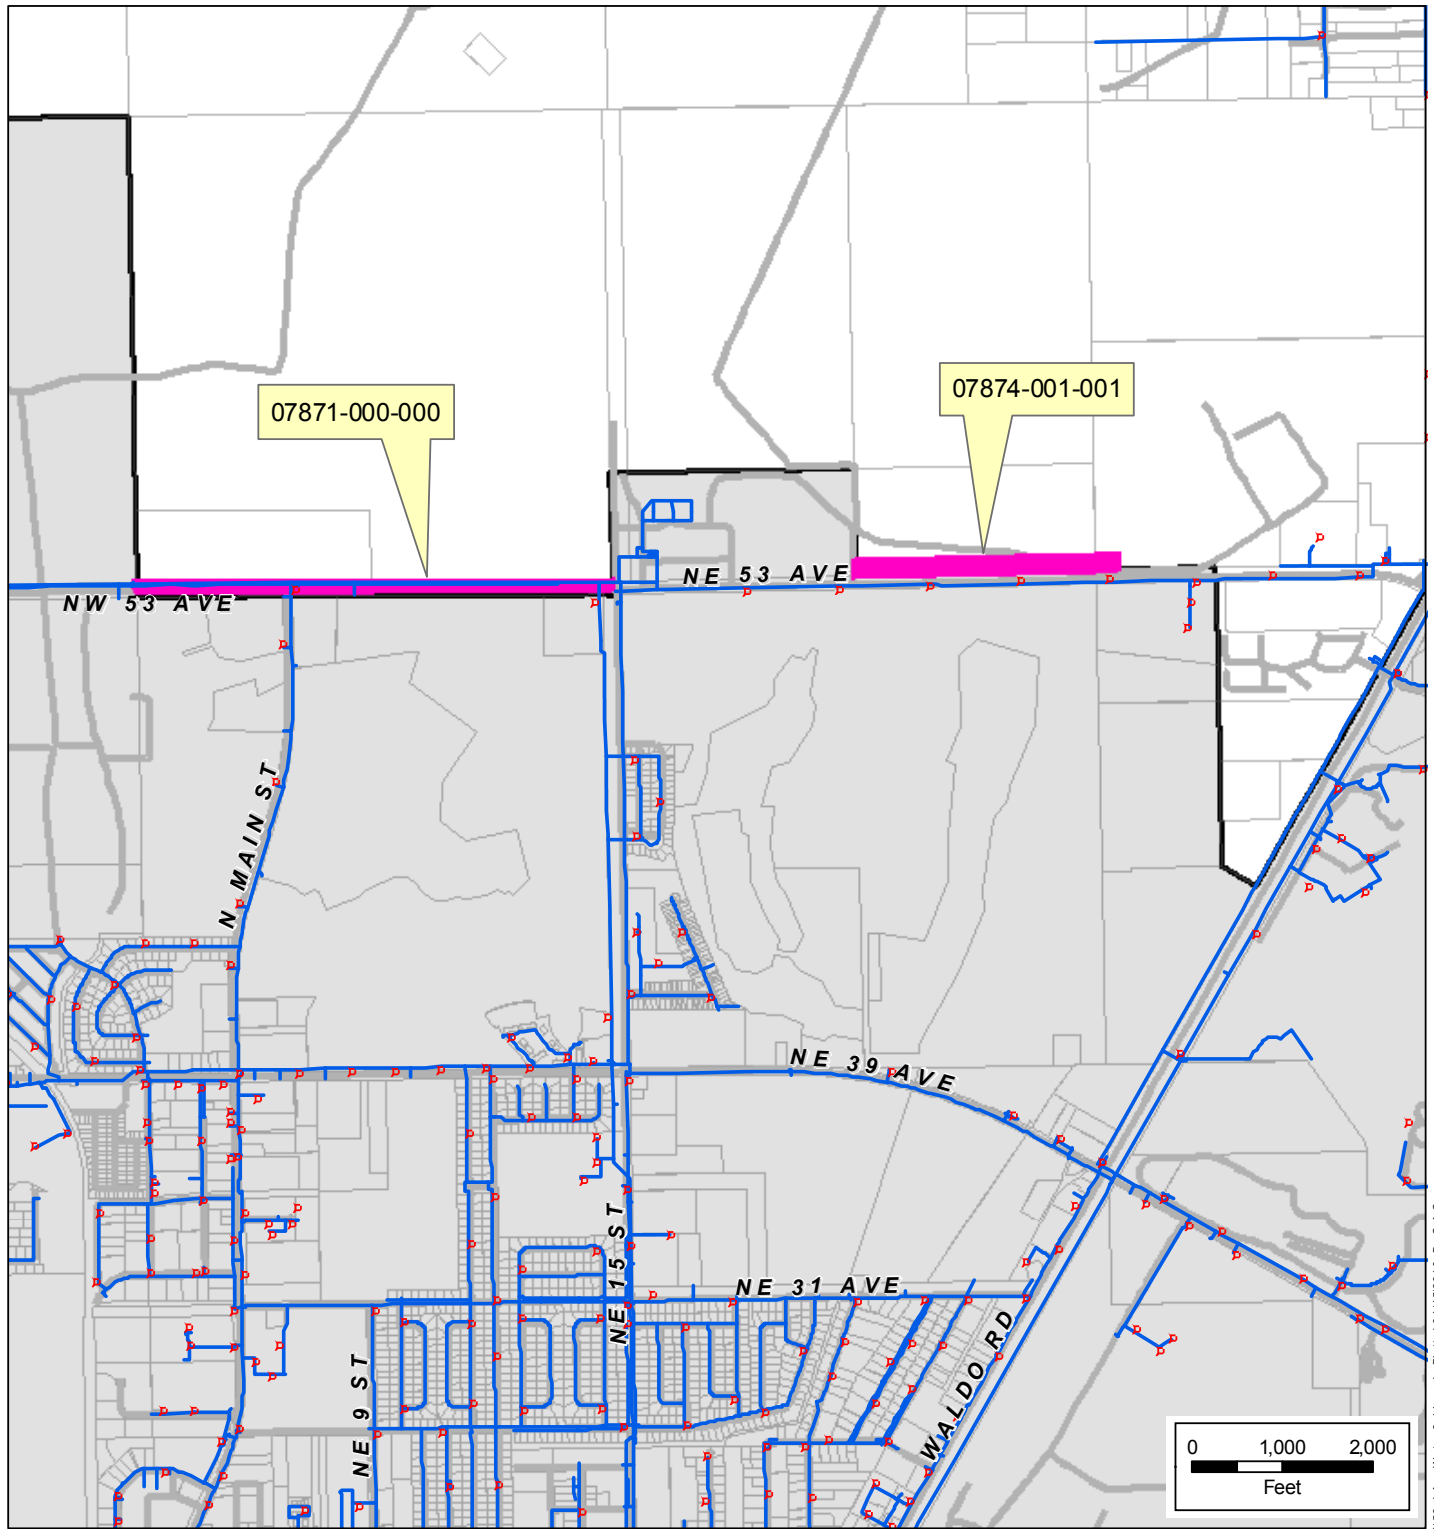 07874-001-001
07871-000-000
NE 53 AVE
NW 53 AVE
N MAIN ST
NE 39 AVE
NE 15 ST
NE 31 AVE
WALDO RD
NE 9 ST
0 1,000 2,000
Feet